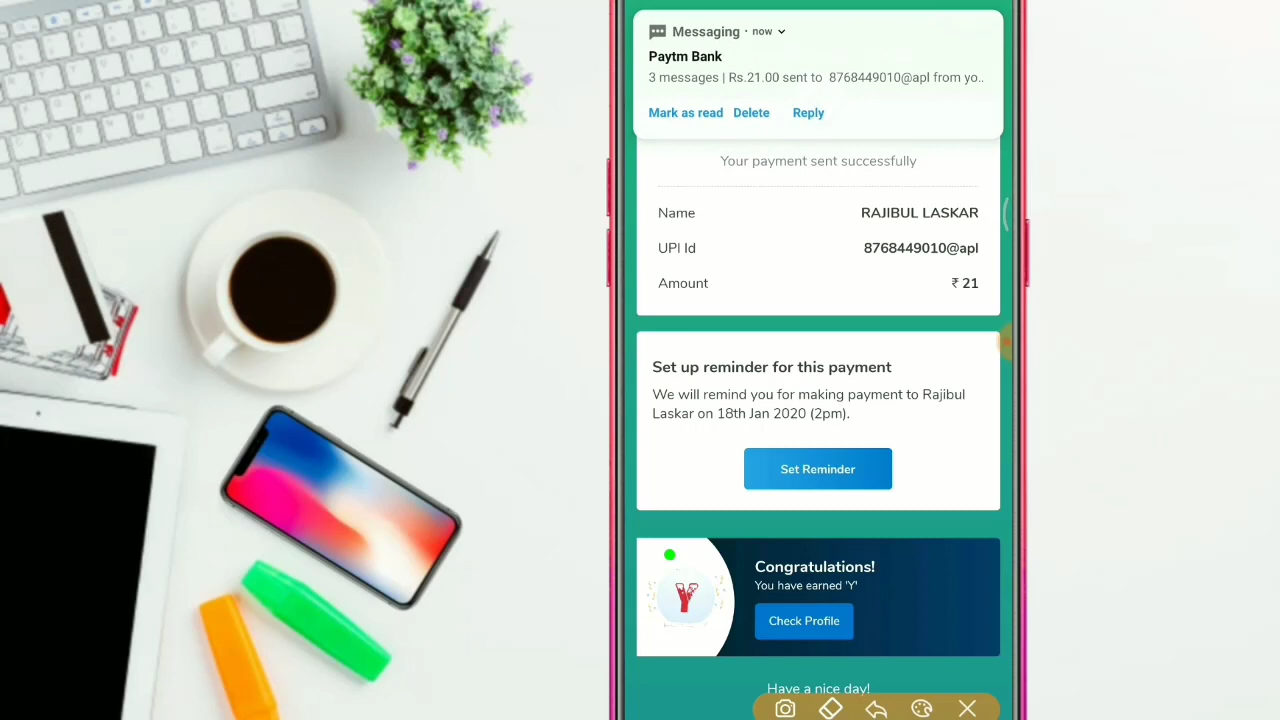 Messaging · now
Paytm Bank
3 messages | Rs.21.00 sent to 8768449010@apl from yo..
Mark as read Delete Reply
Your payment sent successfully
Name RAJIBUL LASKAR
UPI Id 8768449010@apl
Amount ₹ 21
Set up reminder for this payment
We will remind you for making payment to Rajibul
Laskar on 18th Jan 2020 (2pm).
Set Reminder
Congratulations!
You have earned 'Y'
Y
Check Profile
Have a nice day!